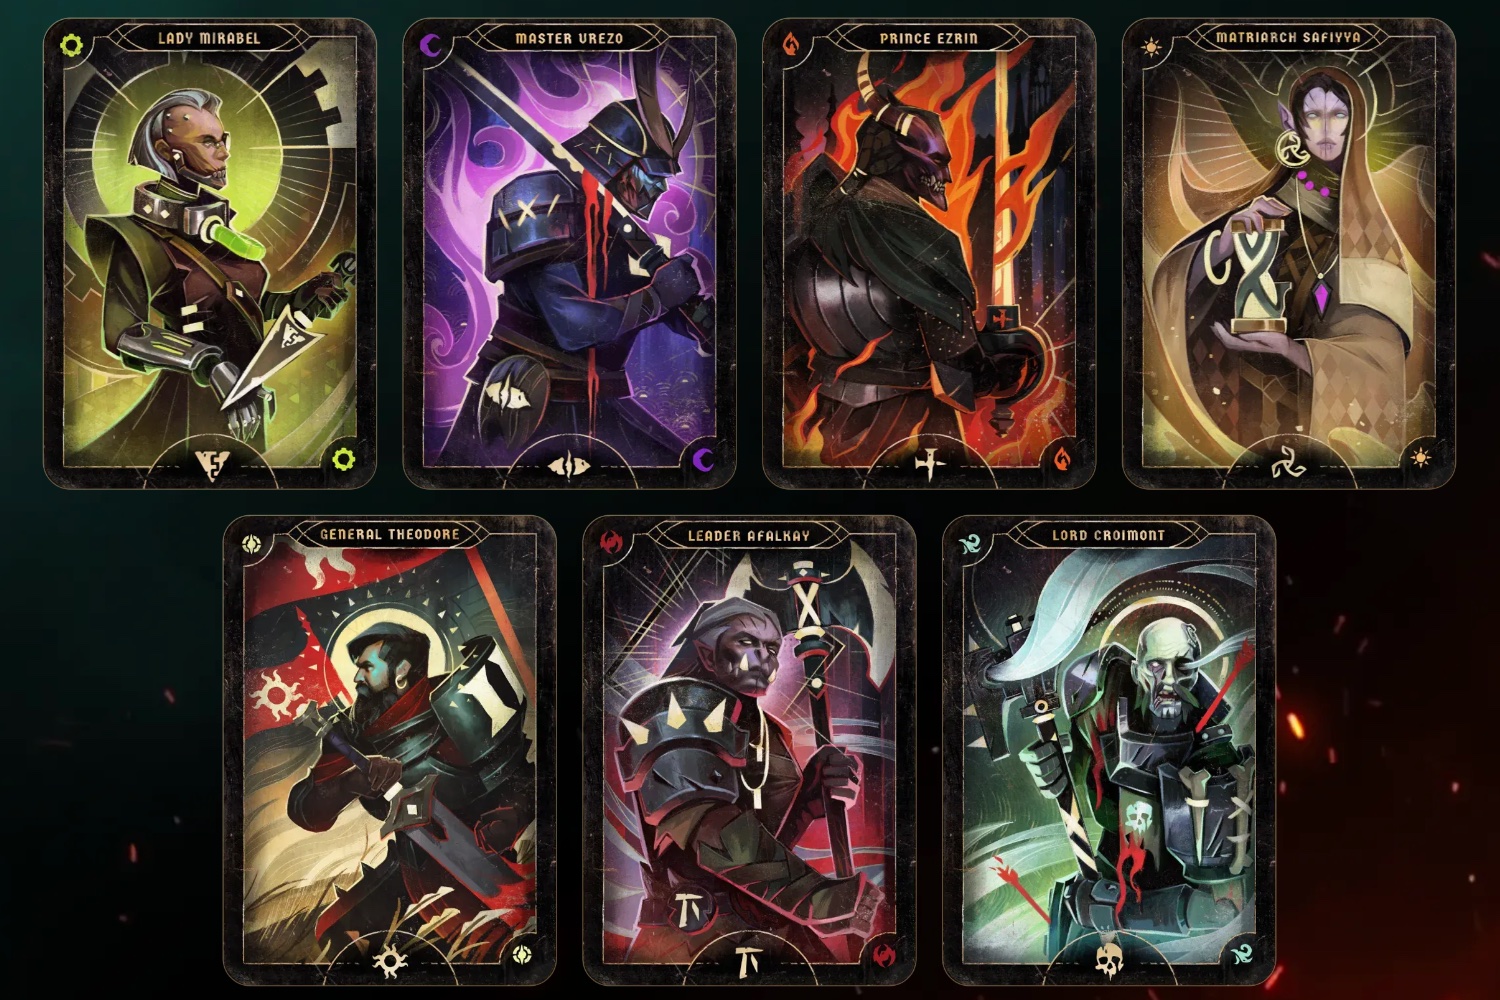 LADY MIRABEL
MASTER VREZO
PRINCE EZRIN
MATRIARCH SAFIYYA
GENERAL THEODORE
LEADER AFALKAY
LORD CROIMONT